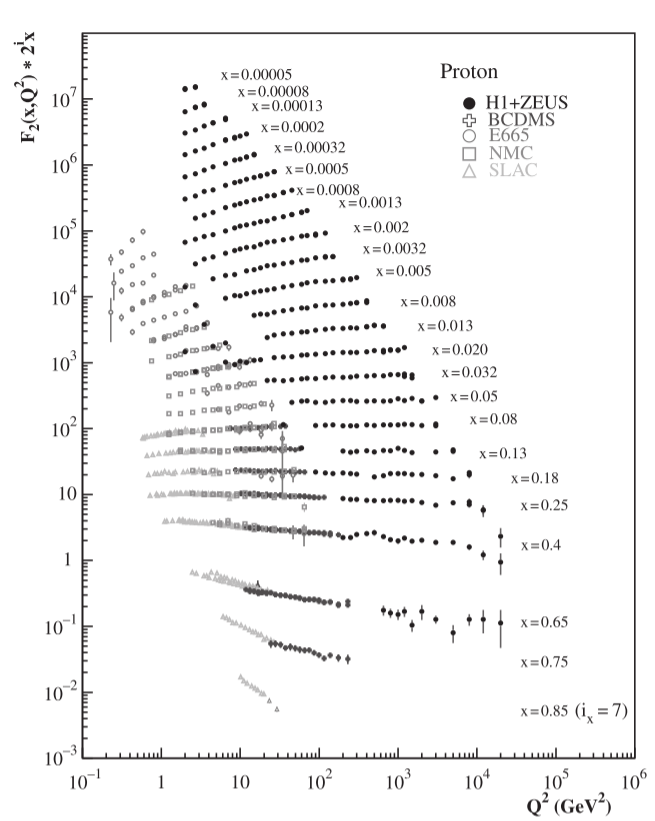 F₂(x,Q²) * 2ⁱx
Proton
H1+ZEUS
BCDMS
E665
NMC
SLAC
x=0.00005
x=0.00008
x=0.00013
x=0.0002
x=0.00032
x=0.0005
x=0.0008
x=0.0013
x=0.002
x=0.0032
x=0.005
x=0.008
x=0.013
x=0.020
x=0.032
x=0.05
x=0.08
x=0.13
x=0.18
x=0.25
x=0.4
x=0.65
x=0.75
x=0.85 (iₓ = 7)
10⁷
10⁶
10⁵
10⁴
10³
10²
10
1
10⁻¹
10⁻²
10⁻³
10⁻¹ 1 10 10² 10³ 10⁴ 10⁵ 10⁶
Q² (GeV²)